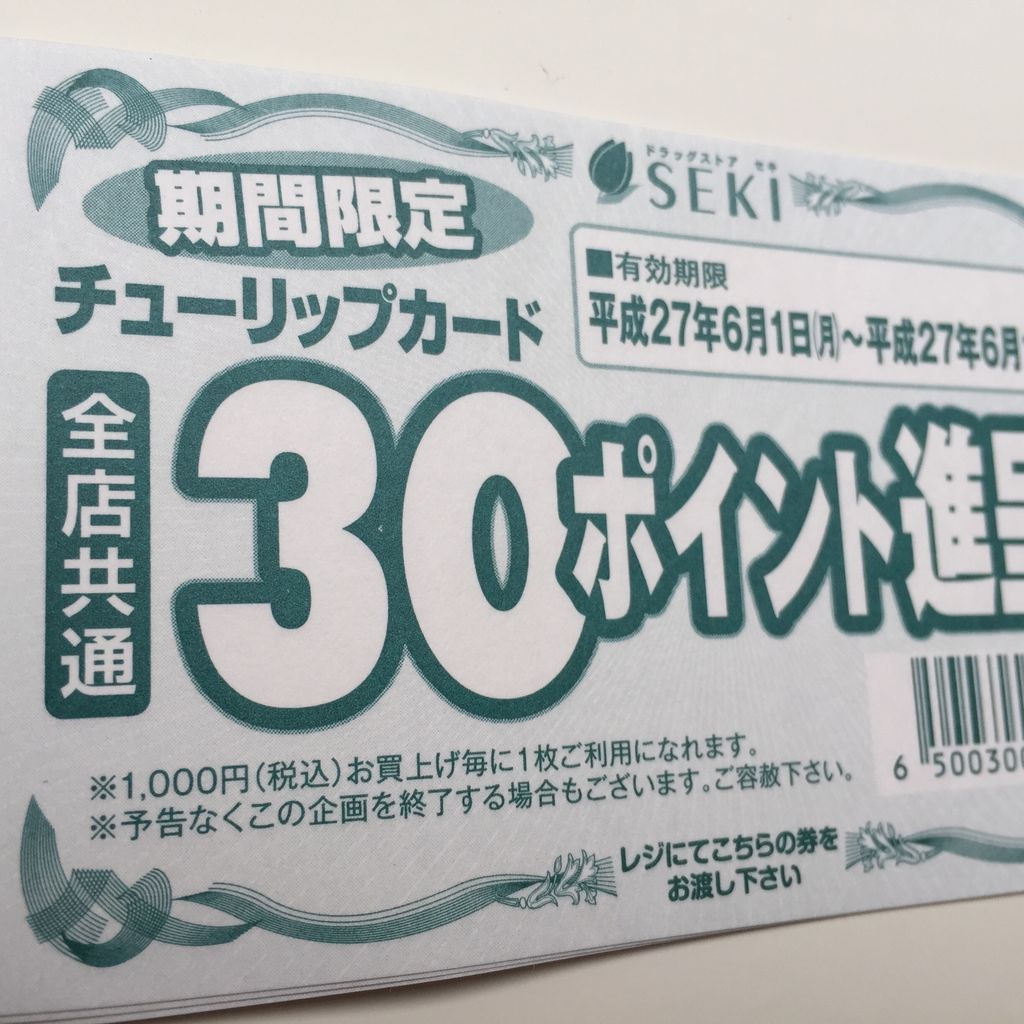 期間限定
ドラッグストア セキ
SEKI
チューリップカード
■有効期限
平成27年6月1日(月)～平成27年6月
全店共通
30ポイント進呈
※1,000円(税込)お買上げ毎に1枚ご利用になれます。
※予告なくこの企画を終了する場合もございます。ご容赦下さい。
6 500300
レジにてこちらの券を
お渡し下さい